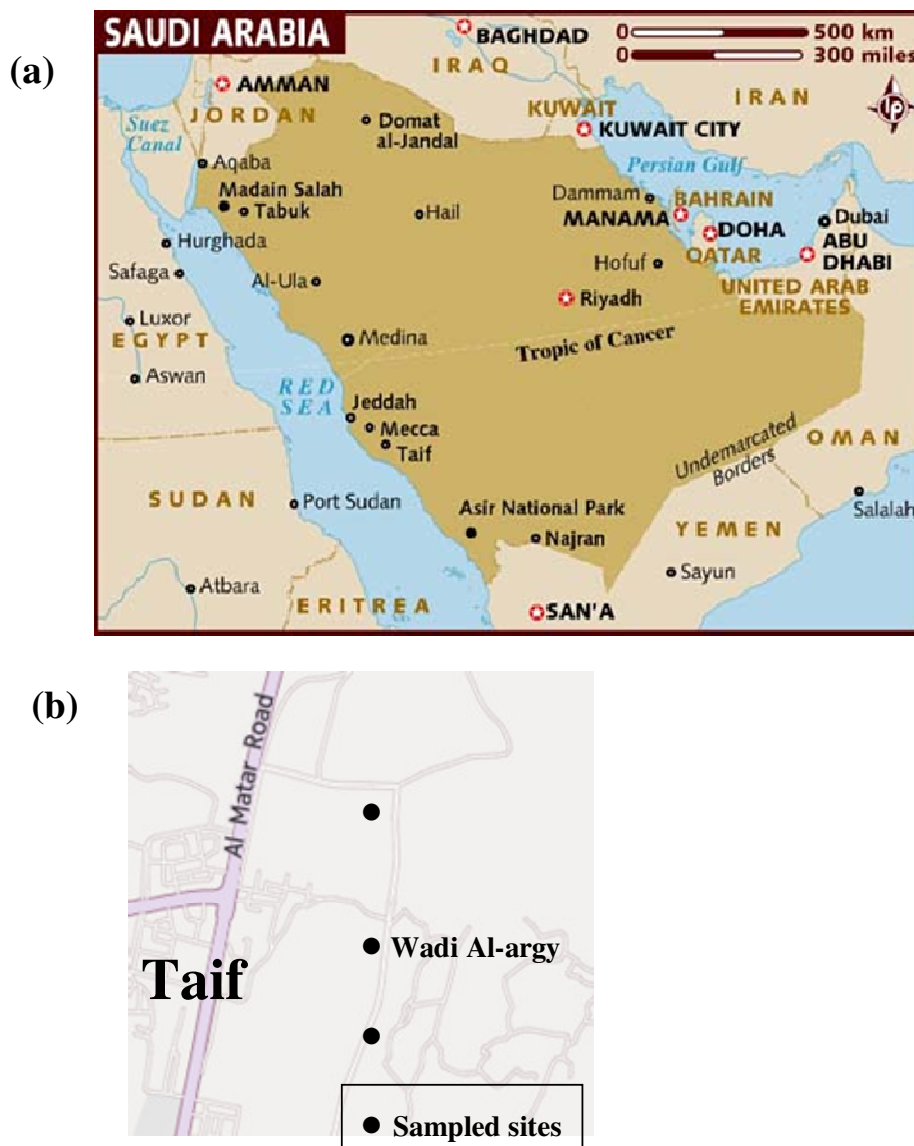 (a)
SAUDI ARABIA
BAGHDAD
0 500 km
0 300 miles
IRAQ
IRAN
AMMAN
JORDAN
KUWAIT
KUWAIT CITY
Suez
Canal
Domat
al-Jandal
Aqaba
Persian Gulf
Madain Salah
Tabuk
Hail
Dammam
BAHRAIN
MANAMA
DOHA
QATAR
Dubai
ABU
DHABI
Hurghada
Safaga
Al-Ula
Hofuf
Riyadh
UNITED ARAB
EMIRATES
Luxor
EGYPT
Medina
Tropic of Cancer
Aswan
RED
SEA
Jeddah
Mecca
Taif
OMAN
Undemarcated
Borders
SUDAN
Port Sudan
Asir National Park
Najran
YEMEN
Salalah
Sayun
Atbara
ERITREA
SAN'A
(b)
Al Matar Road
Wadi Al-argy
Taif
Sampled sites